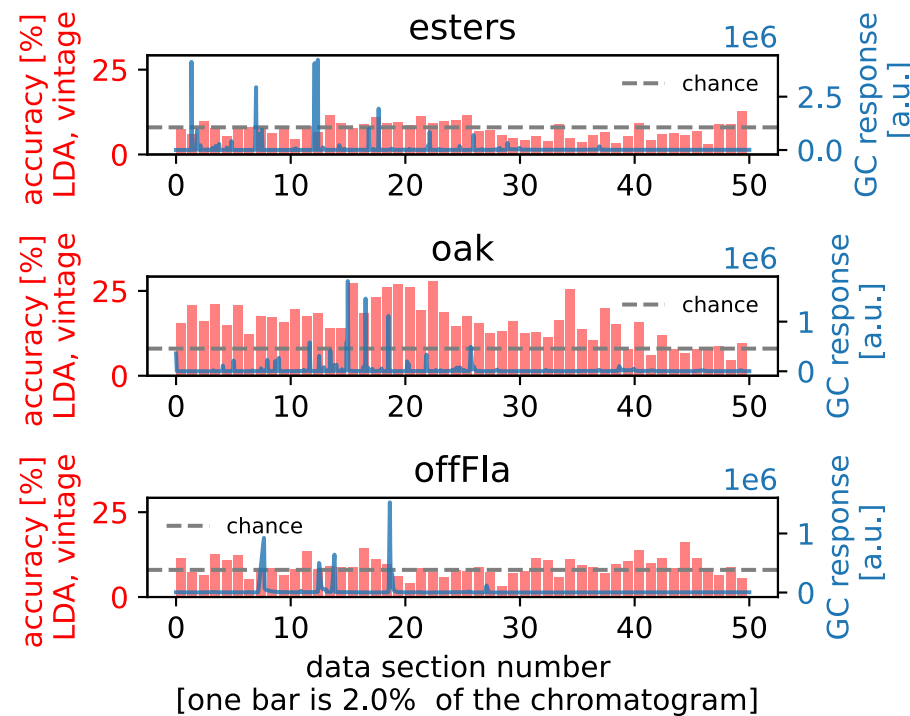 esters
1e6
accuracy [%]
LDA, vintage
25
0
chance
2.5
0.0
GC response
[a.u.]
0 10 20 30 40 50
oak
1e6
accuracy [%]
LDA, vintage
25
0
chance
1
0
GC response
[a.u.]
0 10 20 30 40 50
offFla
1e6
accuracy [%]
LDA, vintage
25
0
chance
1
0
GC response
[a.u.]
0 10 20 30 40 50
data section number
[one bar is 2.0% of the chromatogram]